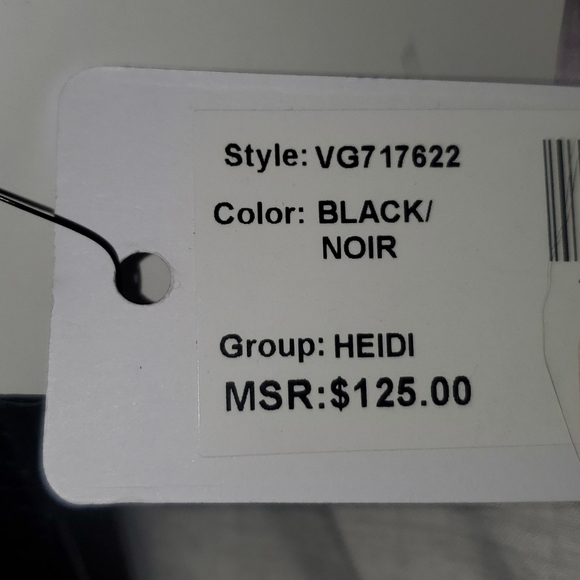 Style: VG717622
Color: BLACK/
NOIR
Group: HEIDI
MSR:$125.00